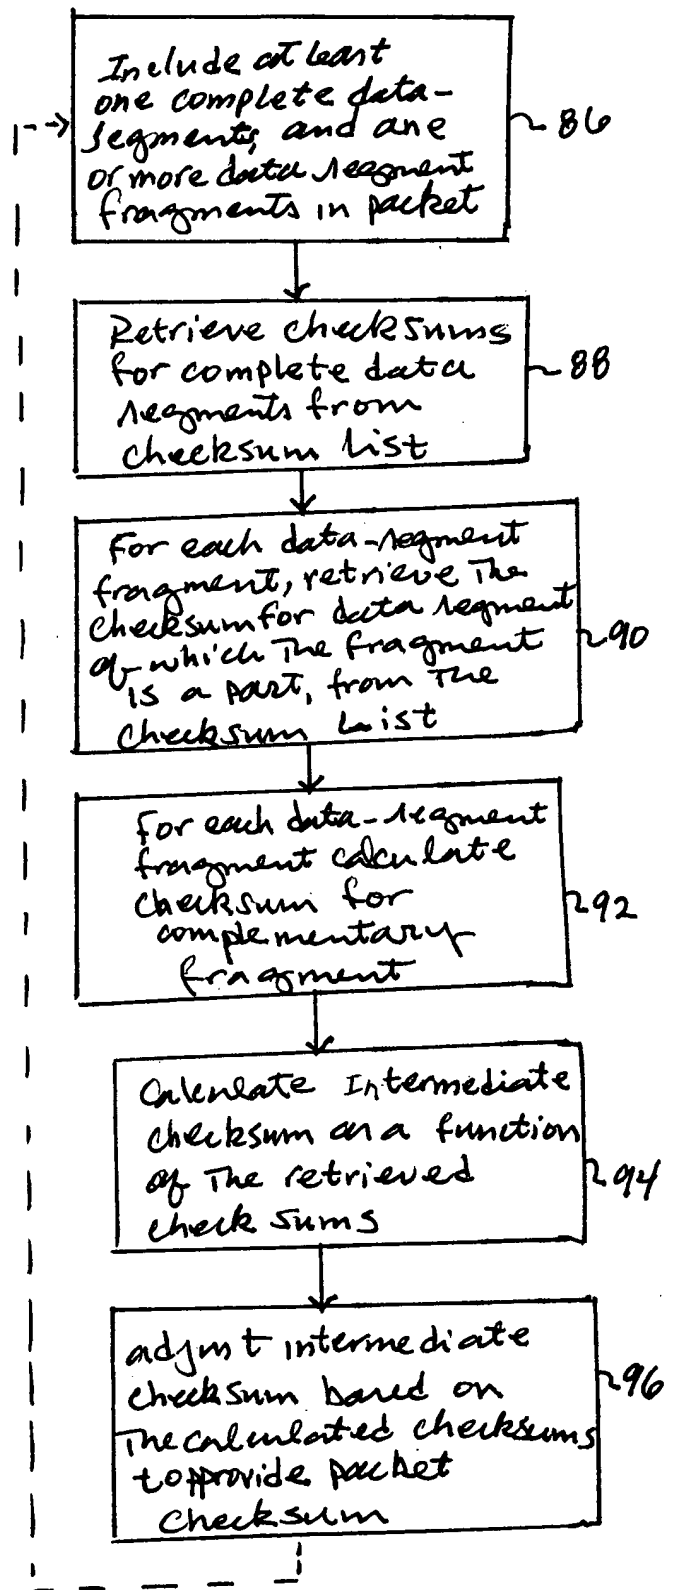 Include at least
one complete data-
segments, and one
or more data segment
fragments in packet
86
Retrieve checksums
for complete data
segments from
checksum list
88
For each data-segment
fragment, retrieve the
checksum for data segment
of which the fragment
is a part, from the
checksum List
90
For each data-segment
fragment calculate
checksum for
complementary
fragment
92
Calculate Intermediate
checksum as a function
of The retrieved
check sums
94
adjust intermediate
checksum based on
The calculated checksums
to pprovide packet
checksum
96